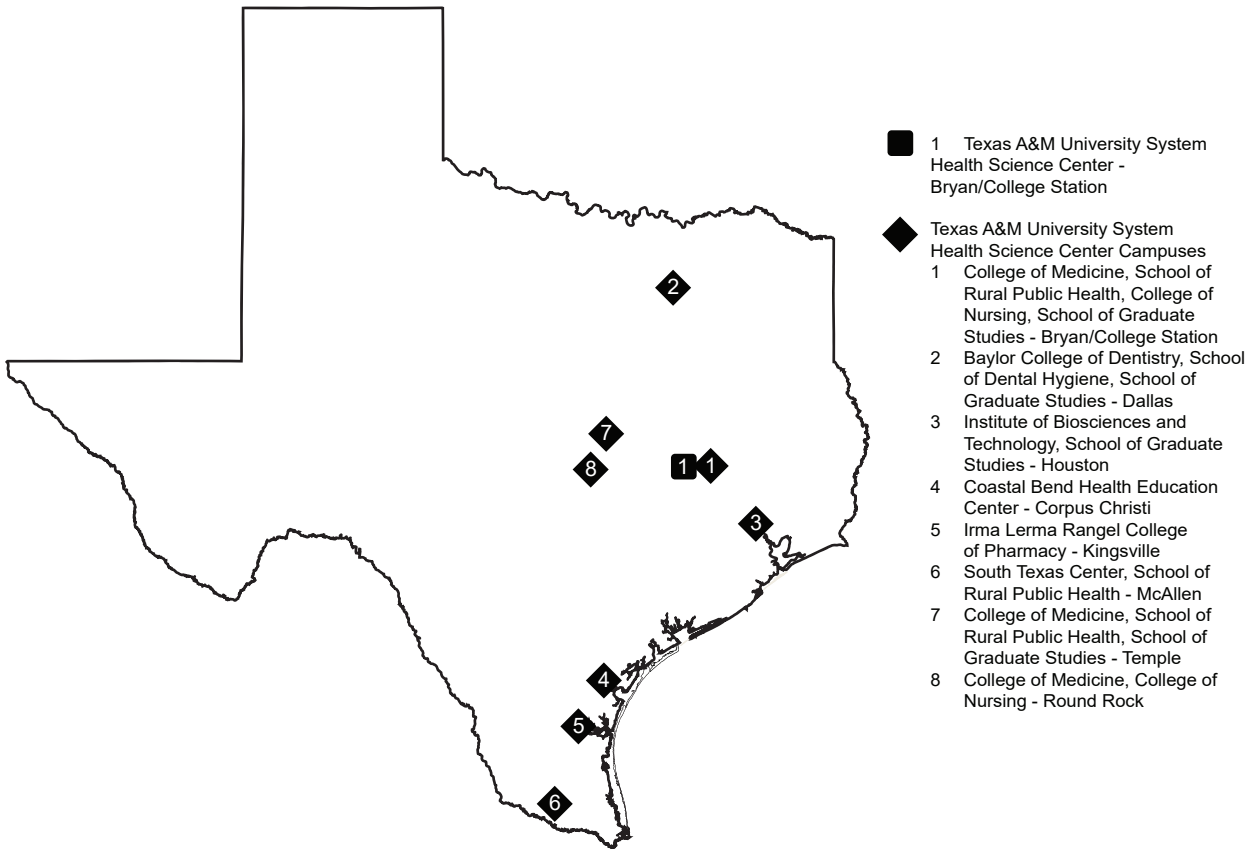 1 Texas A&M University System
Health Science Center -
Bryan/College Station
Texas A&M University System
Health Science Center Campuses
1 College of Medicine, School of
Rural Public Health, College of
Nursing, School of Graduate
Studies - Bryan/College Station
2 Baylor College of Dentistry, School
of Dental Hygiene, School of
Graduate Studies - Dallas
3 Institute of Biosciences and
Technology, School of Graduate
Studies - Houston
4 Coastal Bend Health Education
Center - Corpus Christi
5 Irma Lerma Rangel College
of Pharmacy - Kingsville
6 South Texas Center, School of
Rural Public Health - McAllen
7 College of Medicine, School of
Rural Public Health, School of
Graduate Studies - Temple
8 College of Medicine, College of
Nursing - Round Rock
2
7
8
1 1
3
4
5
6